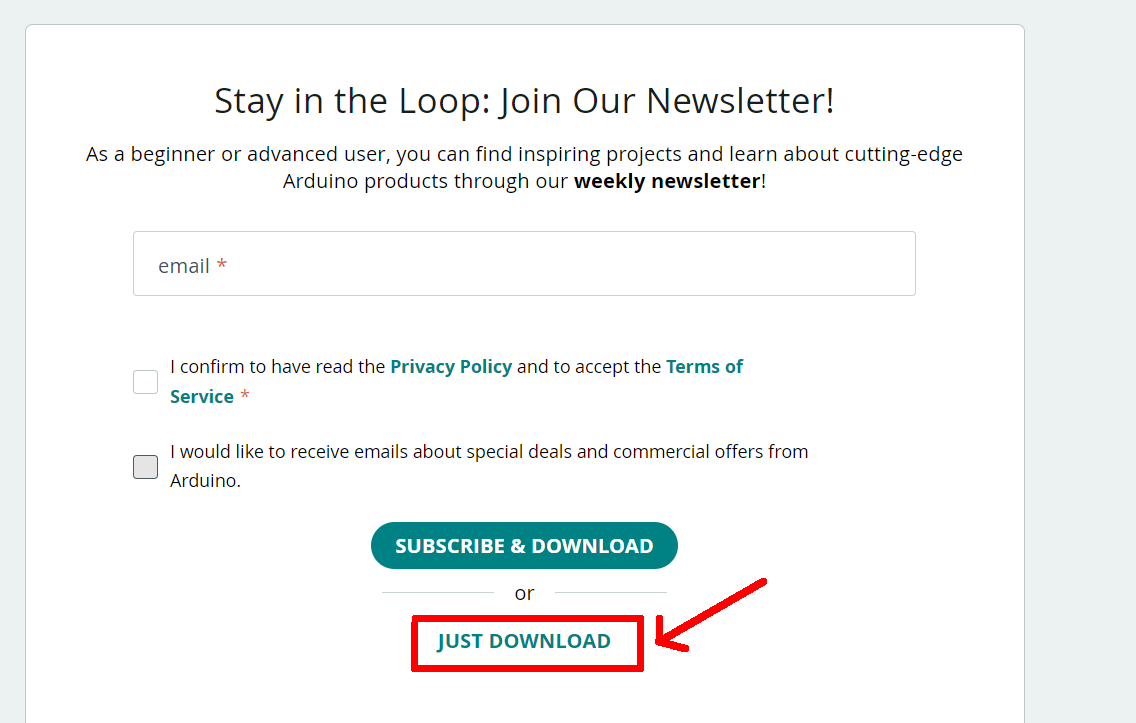 Stay in the Loop: Join Our Newsletter!
As a beginner or advanced user, you can find inspiring projects and learn about cutting-edge
Arduino products through our weekly newsletter!
email *
I confirm to have read the Privacy Policy and to accept the Terms of
Service *
I would like to receive emails about special deals and commercial offers from
Arduino.
SUBSCRIBE & DOWNLOAD
or
JUST DOWNLOAD